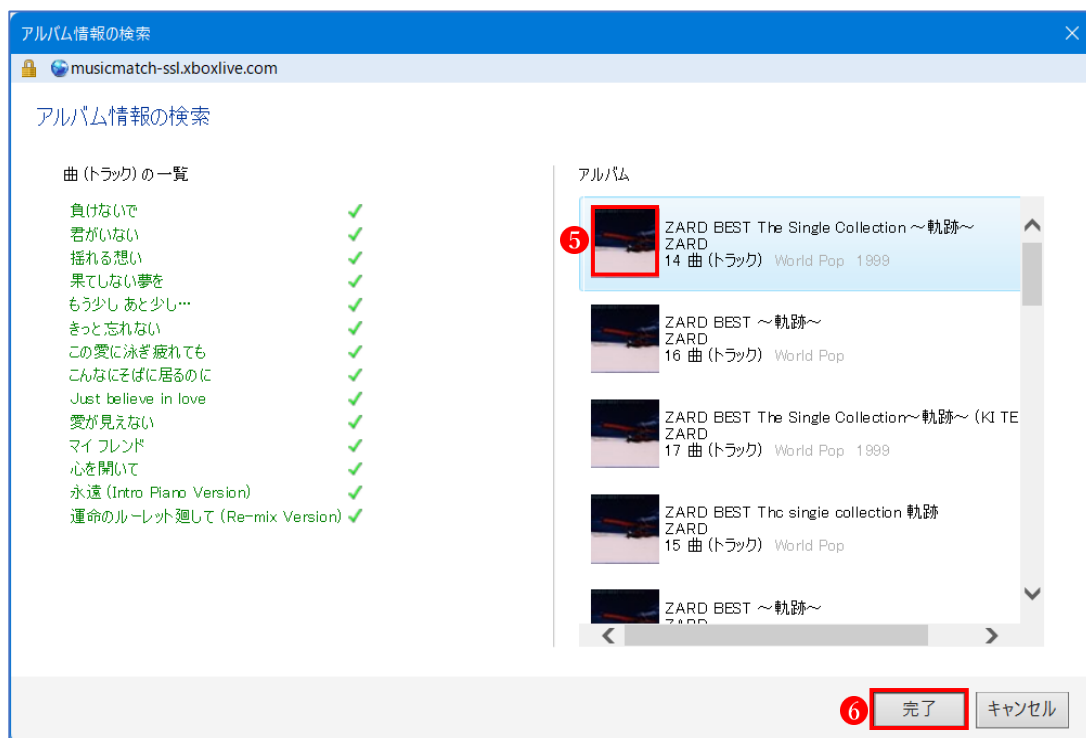 アルバム情報の検索
musicmatch-ssl.xboxlive.com
アルバム情報の検索
曲 (トラック) の一覧
負けないで
君がいない
揺れる想い
果てしない夢を
もう少し あと少し…
きっと忘れない
この愛に泳ぎ疲れても
こんなにそばに居るのに
Just believe in love
愛が見えない
マイ フレンド
心を開いて
永遠 (Intro Piano Version)
運命のルーレット廻して (Re-mix Version)
アルバム
5
ZARD BEST The Single Collection ～軌跡～
ZARD
14 曲 (トラック) World Pop 1999
ZARD BEST ～軌跡～
ZARD
16 曲 (トラック) World Pop
ZARD BEST The Single Collection～軌跡～ (KI TE
ZARD
17 曲 (トラック) World Pop 1999
ZARD BEST Thc singie collection 軌跡
ZARD
15 曲 (トラック) World Pop
ZARD BEST ～軌跡～
ZARD
6 完了 キャンセル